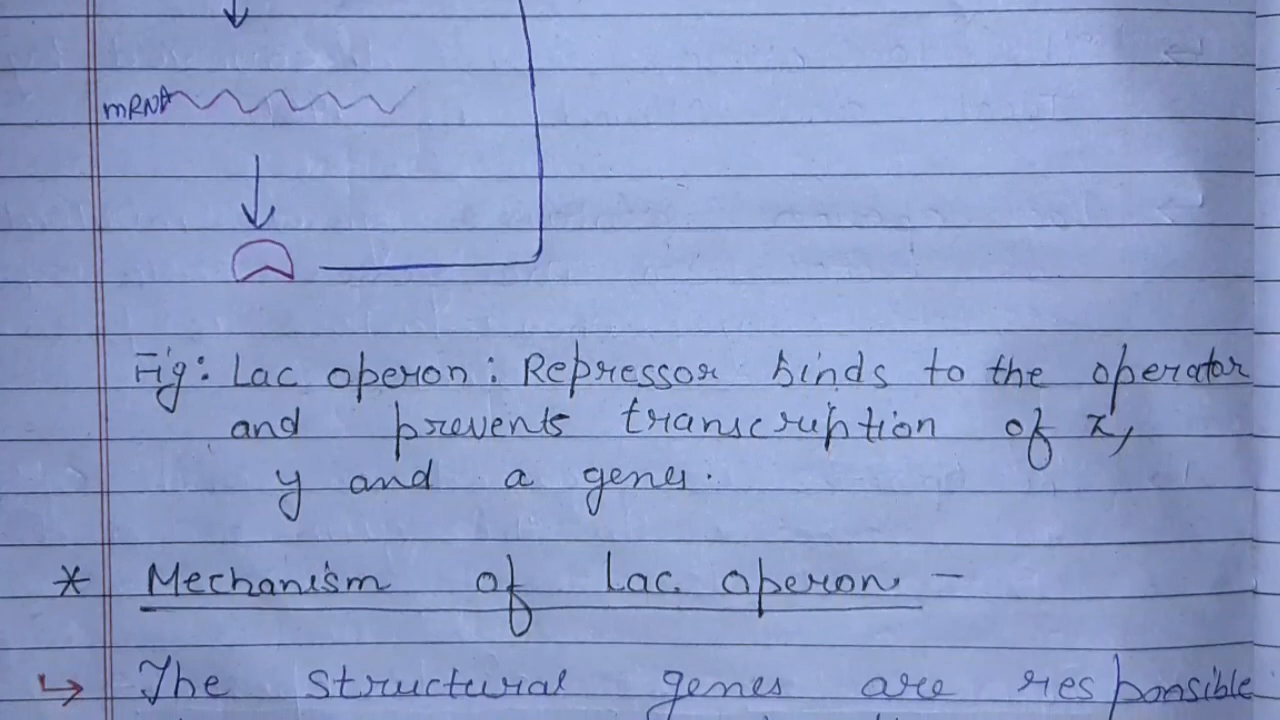 mRNA
Fig: Lac operon: Repressor binds to the operator
and prevents transcription of z,
y and a genes.
* Mechanism of Lac operon -
↳ The structural genes are responsible